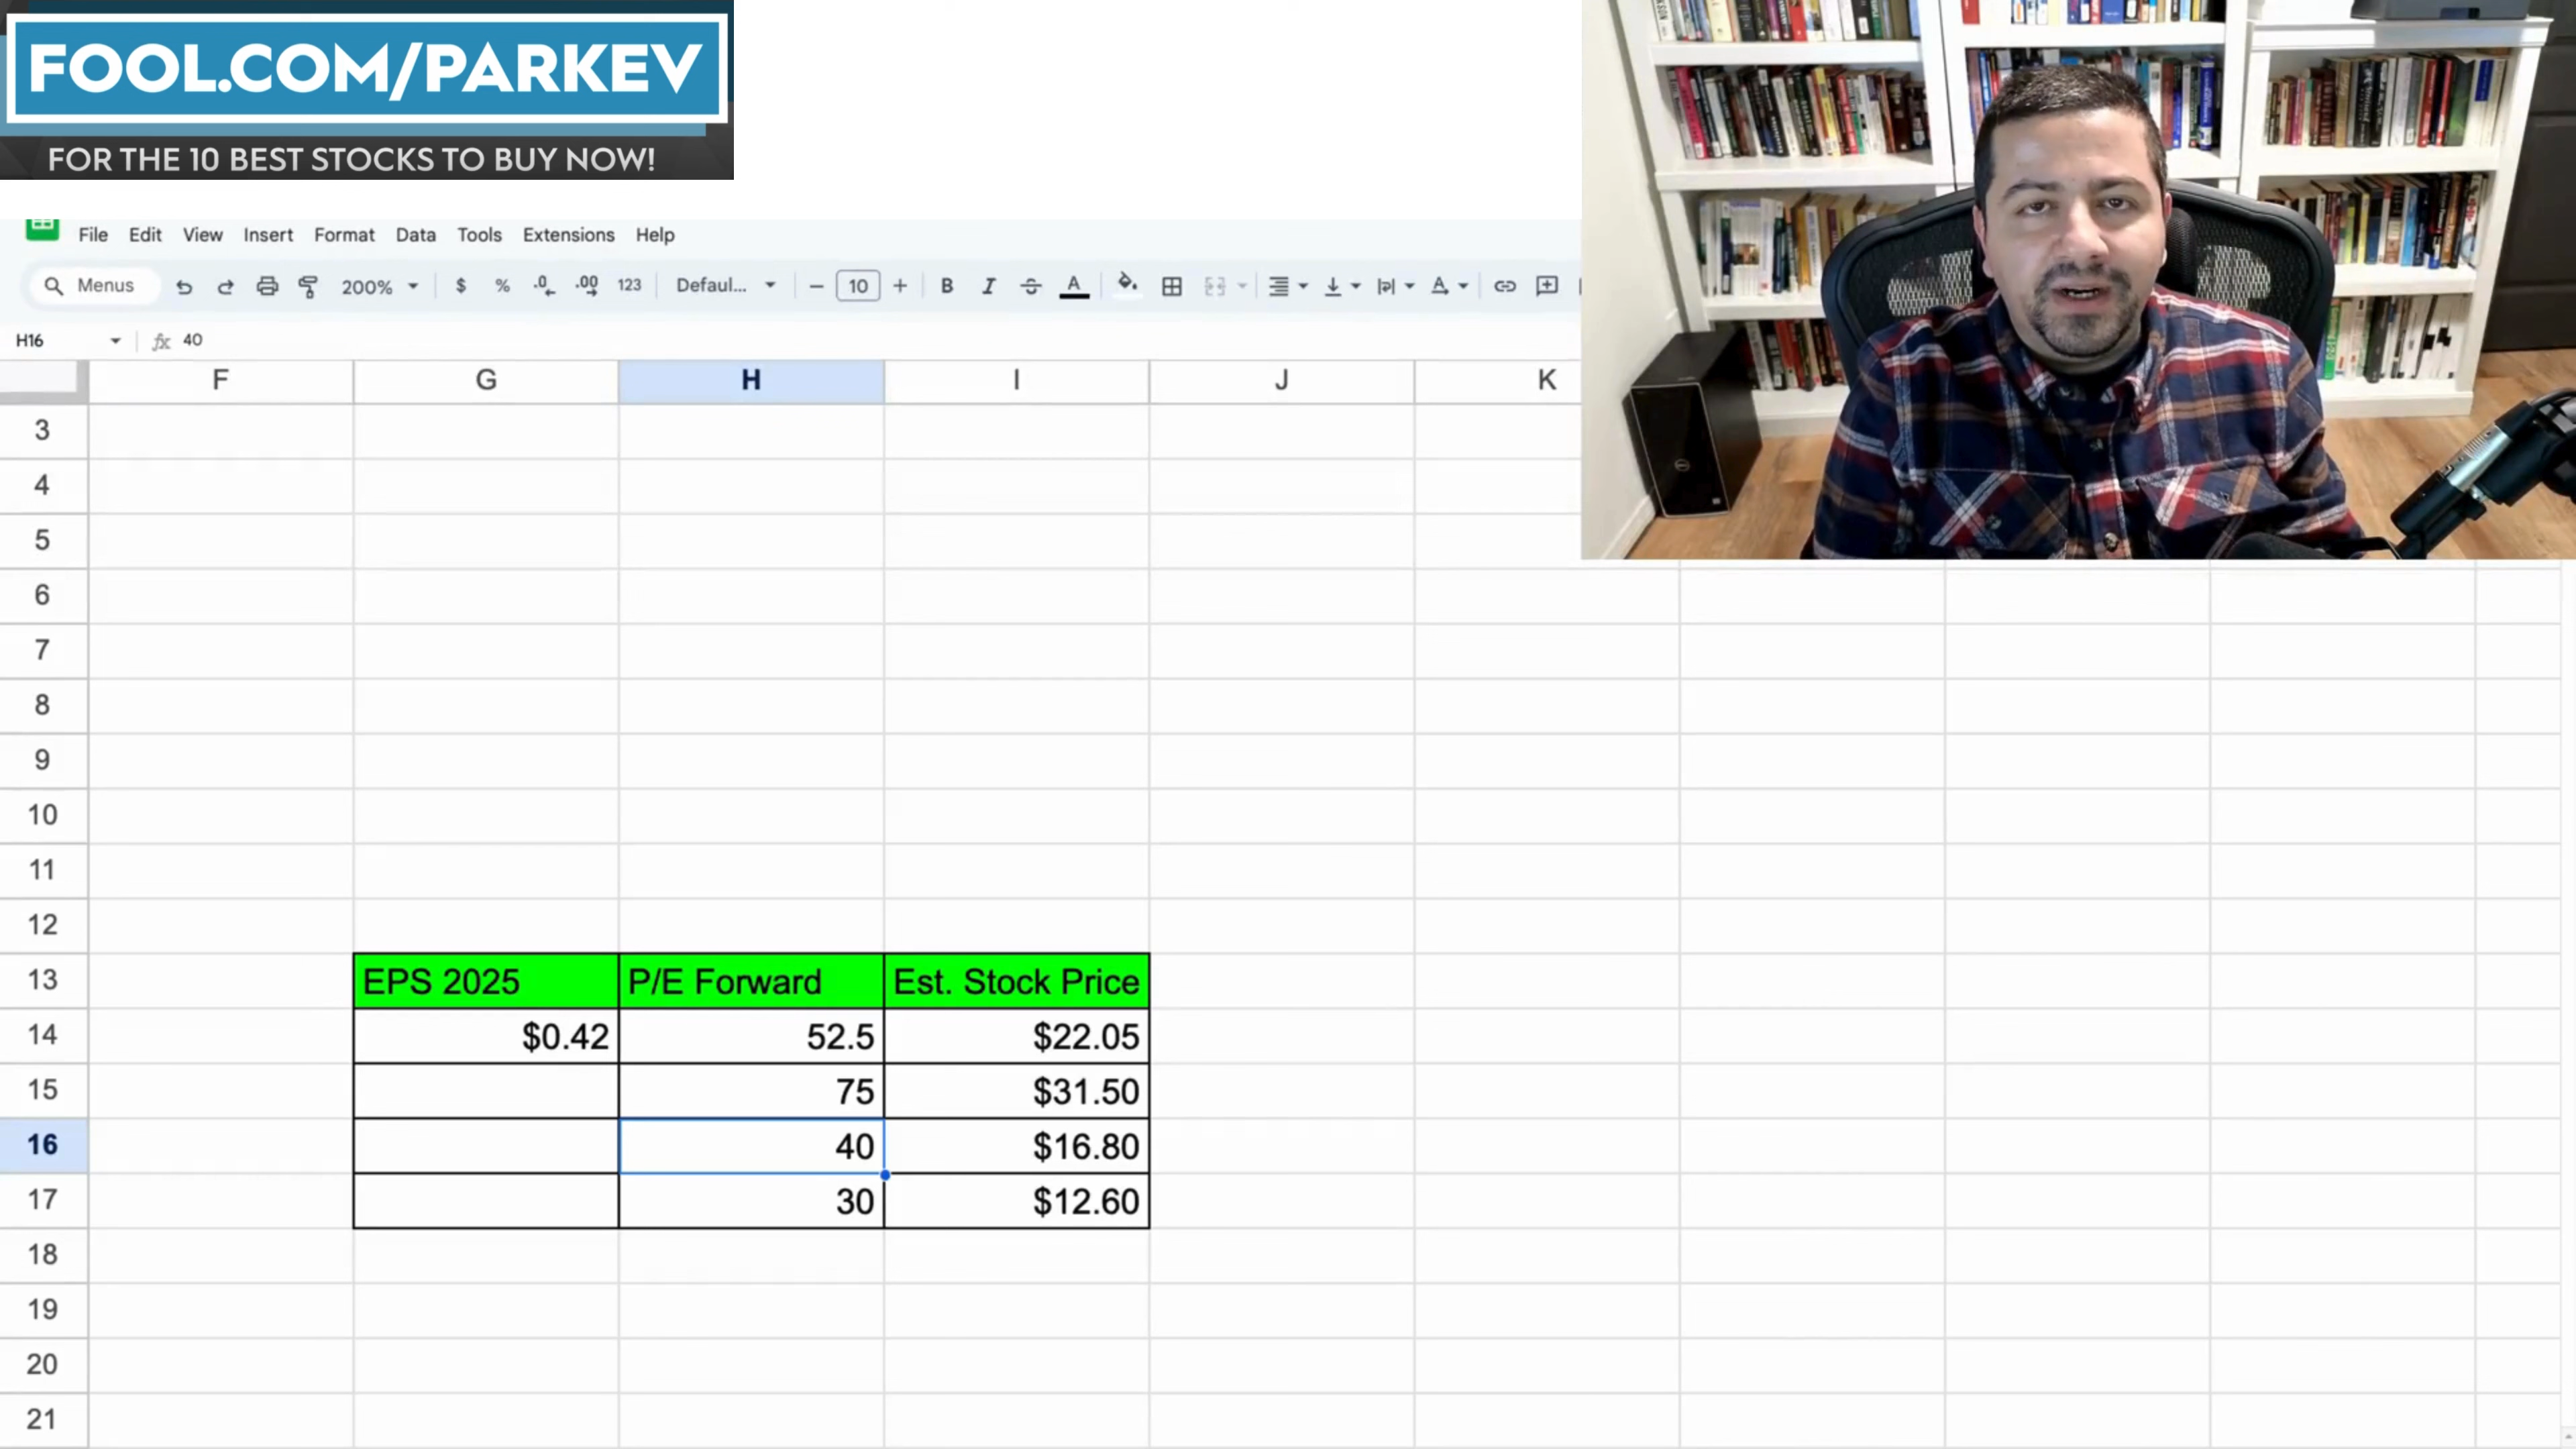 FOOL.COM/PARKEV
FOR THE 10 BEST STOCKS TO BUY NOW!
File Edit View Insert Format Data Tools Extensions Help
Menus 200% $ % .0 .00 123 Defaul... 10 B I A
H16 fx 40
F G H I J K
3
4
5
6
7
8
9
10
11
12
13 EPS 2025 P/E Forward Est. Stock Price
14 $0.42 52.5 $22.05
15 75 $31.50
16 40 $16.80
17 30 $12.60
18
19
20
21